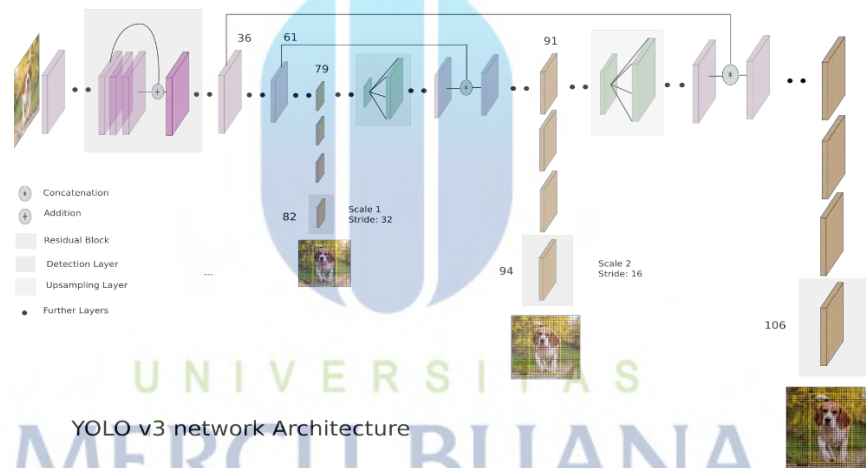 36
61
91
79
Concatenation
Addition
Residual Block
Detection Layer
Upsampling Layer
Further Layers
82
Scale 1
Stride: 32
...
94
Scale 2
Stride: 16
106
UNIVERSITAS
YOLO v3 network Architecture
MERCU BUANA